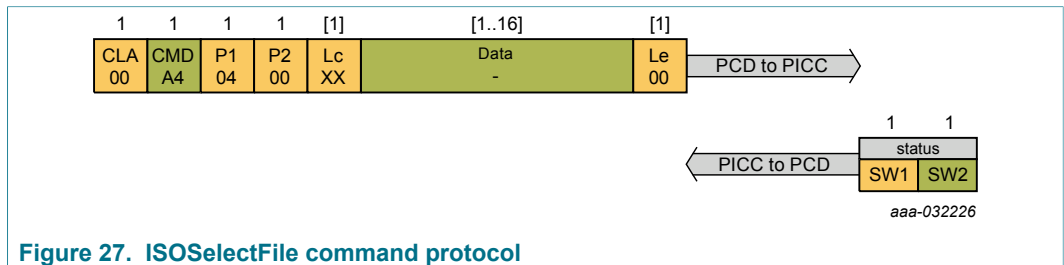 1 1 1 1 [1] [1..16] [1]
CLA CMD P1 P2 Lc Data Le
00 A4 04 00 XX - 00
PCD to PICC
1 1
status
PICC to PCD
SW1 SW2
aaa-032226
Figure 27. ISOSelectFile command protocol